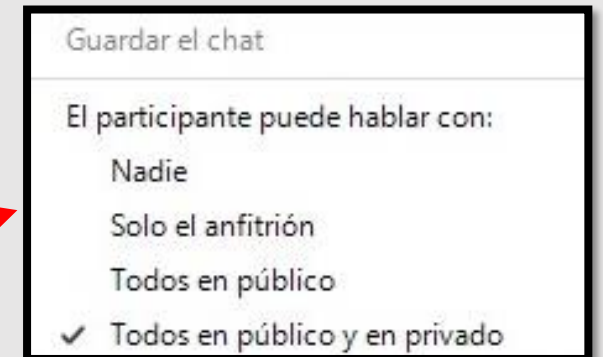 Guardar el chat
El participante puede hablar con:
Nadie
Solo el anfitrión
Todos en público
✓ Todos en público y en privado